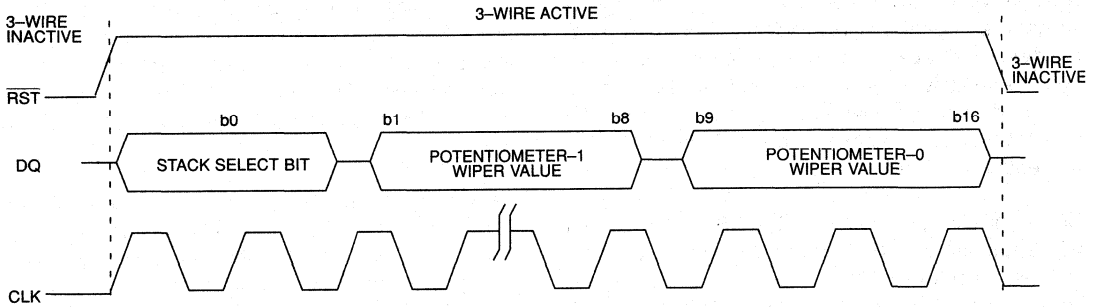 3–WIRE
INACTIVE
3–WIRE ACTIVE
3–WIRE
INACTIVE
RST
b0
b1
b8
b9
b16
DQ
STACK SELECT BIT
POTENTIOMETER–1
WIPER VALUE
POTENTIOMETER–0
WIPER VALUE
CLK